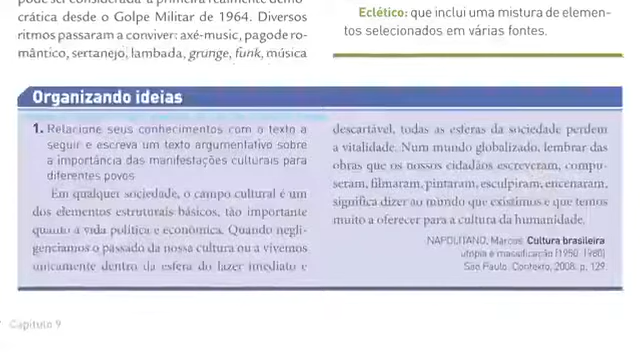 pode ser considerada a primeira realmente demo-
crática desde o Golpe Militar de 1964. Diversos
ritmos passaram a conviver: axé-music, pagode ro-
mântico, sertanejo, lambada, grunge, funk, música
Eclético: que inclui uma mistura de elemen-
tos selecionados em várias fontes.
Organizando ideias
1. Relacione seus conhecimentos com o texto a
seguir e escreva um texto argumentativo sobre
a importância das manifestações culturais para
diferentes povos
Em qualquer sociedade, o campo cultural é um
dos elementos estruturais básicos, tão importante
quanto a vida política e econômica. Quando negli-
genciamos o passado da nossa cultura ou a vivemos
unicamente dentro da esfera do lazer imediato e
descartável, todas as esferas da sociedade perdem
a vitalidade. Num mundo globalizado, lembrar das
obras que os nossos cidadãos escreveram, compu-
seram, filmaram, pintaram, esculpiram, encenaram,
significa dizer ao mundo que existimos e que temos
muito a oferecer para a cultura da humanidade.
NAPOLITANO, Marcos. Cultura brasileira
utopia e massificação (1950-1980)
São Paulo: Contexto, 2008. p. 129.
Capítulo 9